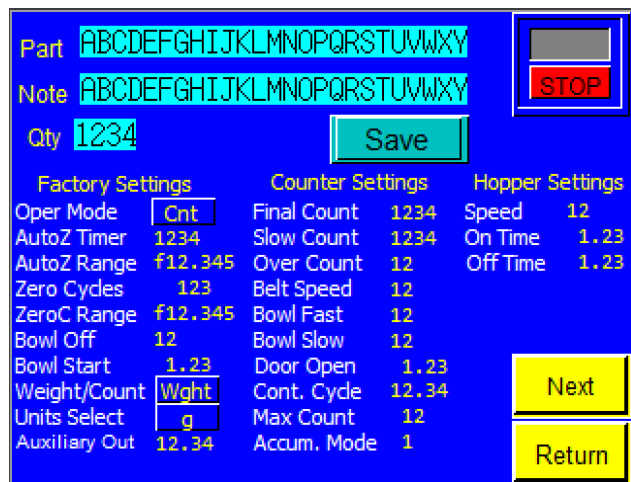 Part ABCDEFGHIJKLMNOPQRSTUVWXY
Note ABCDEFGHIJKLMNOPQRSTUVWXY
STOP
Qty 1234
Save
Factory Settings Counter Settings Hopper Settings
Oper Mode Cnt Final Count 1234 Speed 12
AutoZ Timer 1234 Slow Count 1234 On Time 1.23
AutoZ Range f12.345 Over Count 12 Off Time 1.23
Zero Cycles 123 Belt Speed 12
ZeroC Range f12.345 Bowl Fast 12
Bowl Off 12 Bowl Slow 12
Bowl Start 1.23 Door Open 1.23
Weight/Count Wght Cont. Cycle 12.34
Units Select g Max Count 12
Auxiliary Out 12.34 Accum. Mode 1
Next
Return